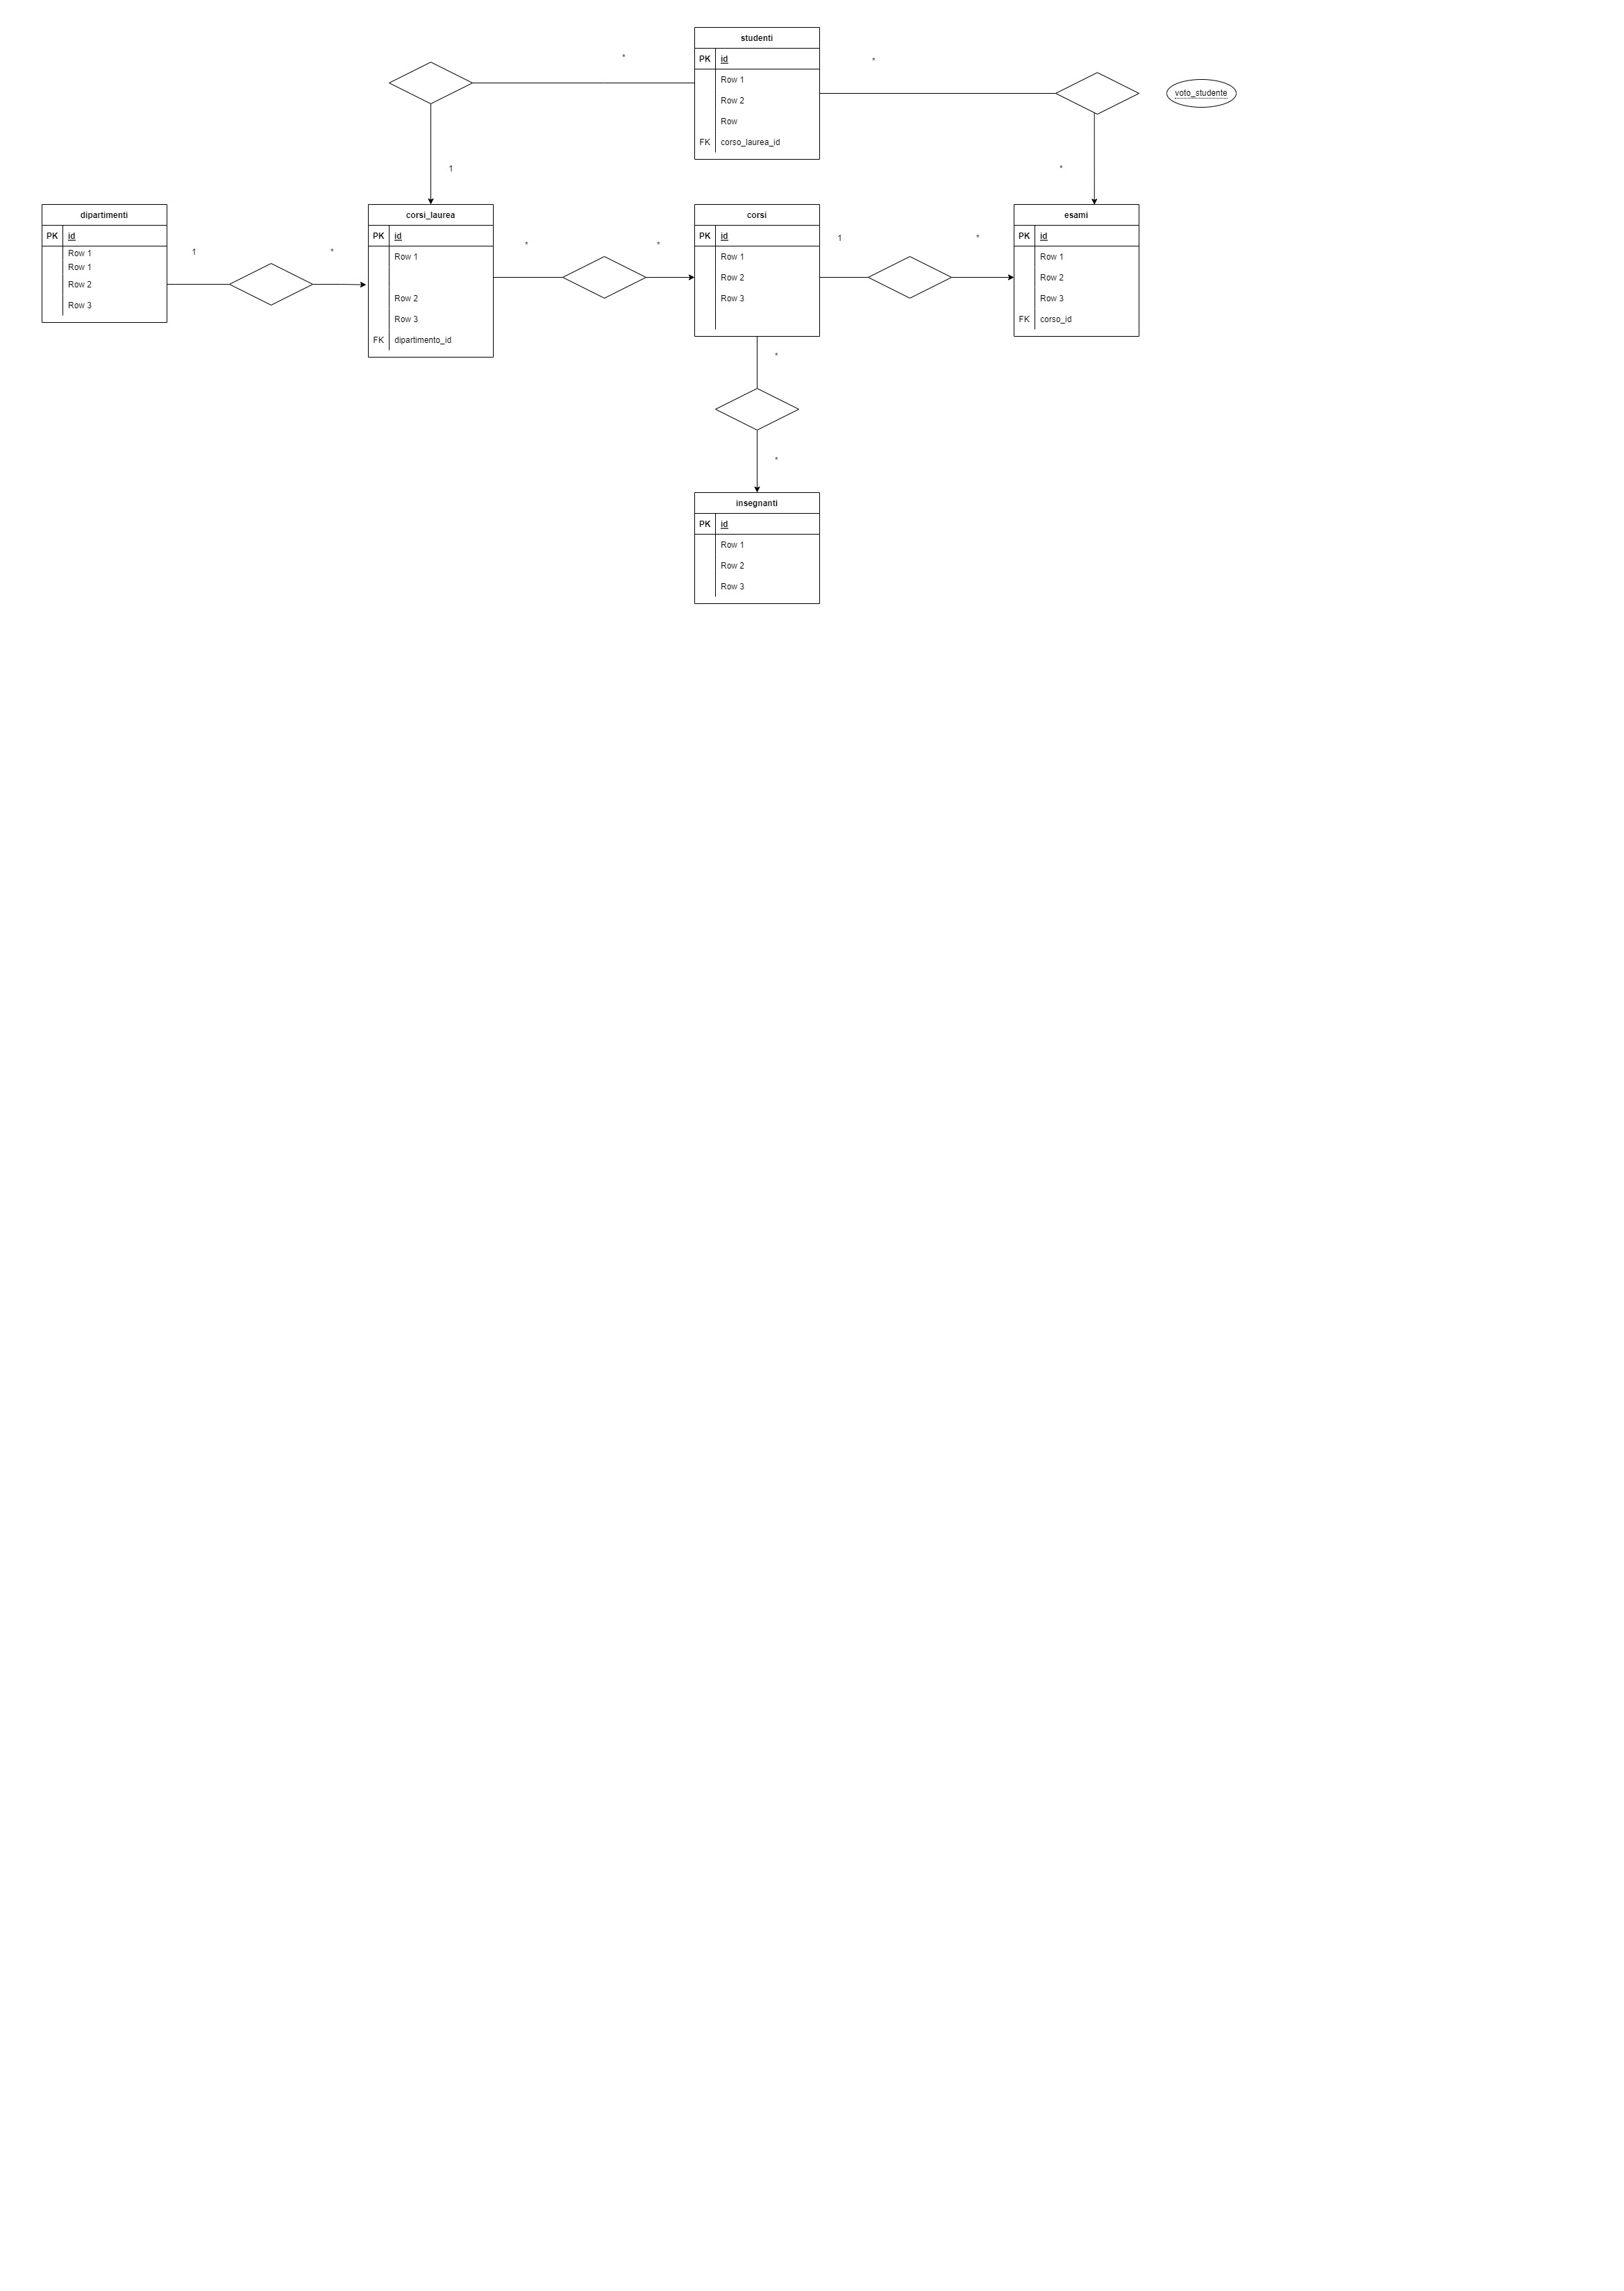 studenti
PK id
Row 1
Row 2
Row
FK corso_laurea_id
*
*
voto_studente
1
*
dipartimenti
PK id
Row 1
Row 1
Row 2
Row 3
1
*
corsi_laurea
PK id
Row 1
Row 2
Row 3
FK dipartimento_id
*
*
corsi
PK id
Row 1
Row 2
Row 3
1
*
esami
PK id
Row 1
Row 2
Row 3
FK corso_id
*
*
insegnanti
PK id
Row 1
Row 2
Row 3